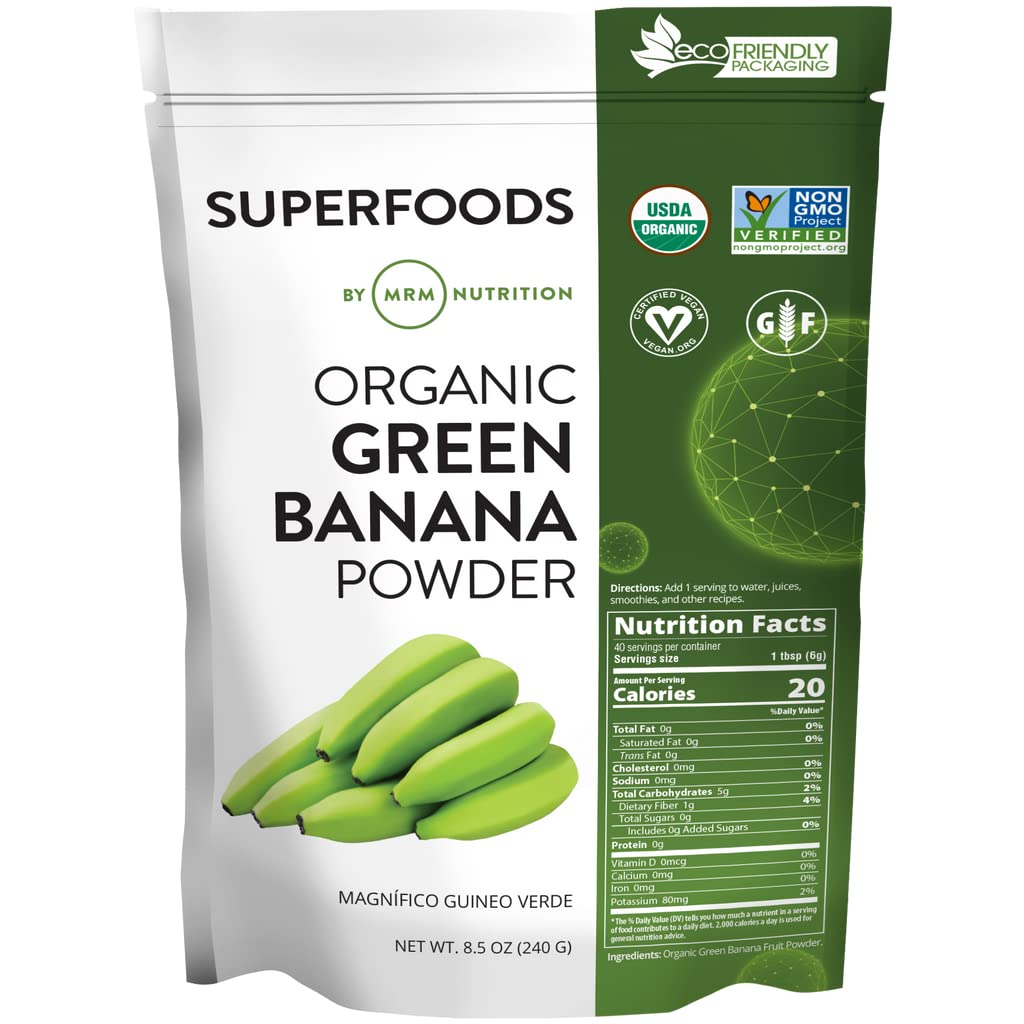 eco FRIENDLY
PACKAGING
SUPERFOODS
BY MRM NUTRITION
ORGANIC
GREEN
BANANA
POWDER
MAGNÍFICO GUINEO VERDE
NET WT. 8.5 OZ (240 G)
USDA
ORGANIC
NON
GMO
Project
VERIFIED
nongmoproject.org
CERTIFIED VEGAN
V
VEGAN.ORG
G F
Directions: Add 1 serving to water, juices,
smoothies, and other recipes.
Nutrition Facts
40 servings per container
Servings size 1 tbsp (6g)
Amount Per Serving
Calories 20
%Daily Value*
Total Fat 0g 0%
Saturated Fat 0g 0%
Trans Fat 0g
Cholesterol 0mg 0%
Sodium 0mg 0%
Total Carbohydrates 5g 2%
Dietary Fiber 1g 4%
Total Sugars 0g
Includes 0g Added Sugars 0%
Protein 0g
Vitamin D 0mcg 0%
Calcium 0mg 0%
Iron 0mg 0%
Potassium 80mg 2%
*The % Daily Value (DV) tells you how much a nutrient in a serving
of food contributes to a daily diet. 2,000 calories a day is used for
general nutrition advice.
Ingredients: Organic Green Banana Fruit Powder.